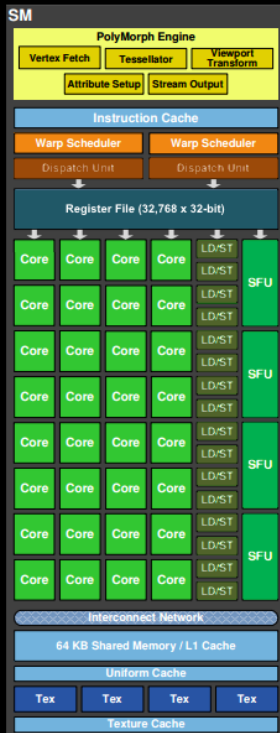 SM
PolyMorph Engine
Vertex Fetch Tessellator Viewport Transform
Attribute Setup Stream Output
Instruction Cache
Warp Scheduler Warp Scheduler
Dispatch Unit Dispatch Unit
Register File (32,768 x 32-bit)
Core Core Core Core LD/ST SFU
LD/ST
Core Core Core Core LD/ST
LD/ST
Core Core Core Core LD/ST SFU
LD/ST
Core Core Core Core LD/ST
LD/ST
Core Core Core Core LD/ST SFU
LD/ST
Core Core Core Core LD/ST
LD/ST
Core Core Core Core LD/ST SFU
LD/ST
Core Core Core Core LD/ST
LD/ST
Interconnect Network
64 KB Shared Memory / L1 Cache
Uniform Cache
Tex Tex Tex Tex
Texture Cache